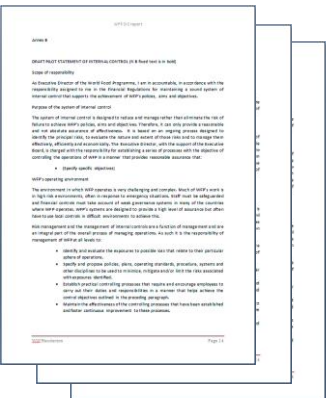 WFP SIC report
Annex B
DRAFT PILOT STATEMENT OF INTERNAL CONTROL (N.B fixed text is in bold)
Scope of responsibility
As Executive Director of the World Food Programme, I am accountable, in accordance with the
responsibility assigned to me in the Financial Regulations for maintaining a sound system of
internal control that supports the achievement of WFP's policies, aims and objectives.
Purpose of the system of internal control
The system of internal control is designed to reduce and manage rather than eliminate the risk of
failure to achieve WFP's policies, aims and objectives. Therefore, it can only provide a reasonable
and not absolute assurance of effectiveness. It is based on an ongoing process designed to
identify the principal risks, to evaluate the nature and extent of those risks and to manage them
effectively, efficiently and economically. The Executive Director, with the support of the Executive
Board, is charged with the responsibility for establishing a series of processes with the objective of
controlling the operations of WFP in a manner that provides reasonable assurance that:
• (Specify specific objectives)
WFP's operating environment
The environment in which WFP operates is very challenging and complex. Much of WFP's work is
in high risk environments, often in response to emergency situations. Staff must be safeguarded
and financial controls must take account of weak governance systems in many of the countries
where WFP operates. WFP's systems are designed to provide a high level of assurance but often
have to use local controls in difficult environments to achieve this.
Risk management and the management of internal controls are a function of management and are
an integral part of the overall process of managing operations. As such it is the responsibility of
management of WFP at all levels to:
• Identify and evaluate the exposures to possible risk that relate to their particular
sphere of operations.
• Specify and propose policies, plans, operating standards, procedure, systems and
other disciplines to be used to minimize, mitigate and/or limit the risks associated
with exposures identified.
• Establish practical controlling processes that require and encourage employees to
carry out their duties and responsibilities in a manner that helps achieve the
control objectives outlined in the preceding paragraph.
• Maintain the effectiveness of the controlling processes that have been established
and foster continuous improvement to these processes.
Page 14